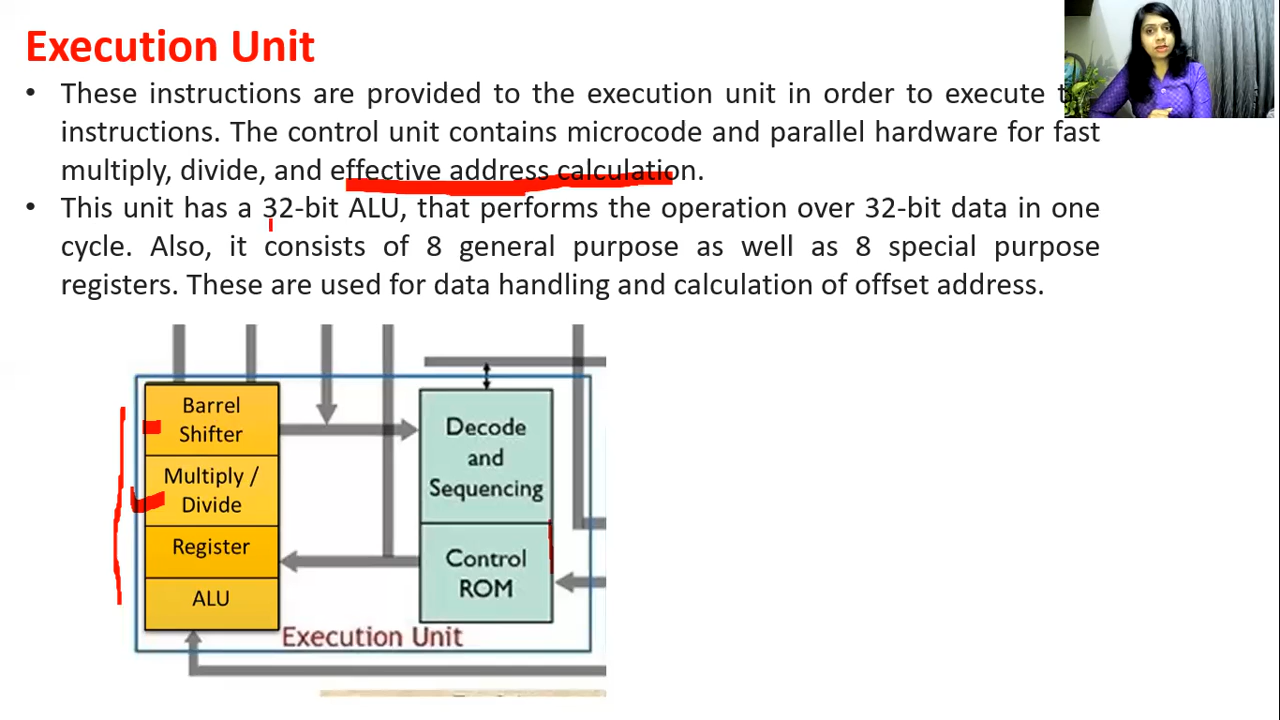 Execution Unit
• These instructions are provided to the execution unit in order to execute
instructions. The control unit contains microcode and parallel hardware for fast
multiply, divide, and effective address calculation.
• This unit has a 32-bit ALU, that performs the operation over 32-bit data in one
cycle. Also, it consists of 8 general purpose as well as 8 special purpose
registers. These are used for data handling and calculation of offset address.
Barrel
Shifter
Multiply /
Divide
Register
ALU
Decode
and
Sequencing
Control
ROM
Execution Unit